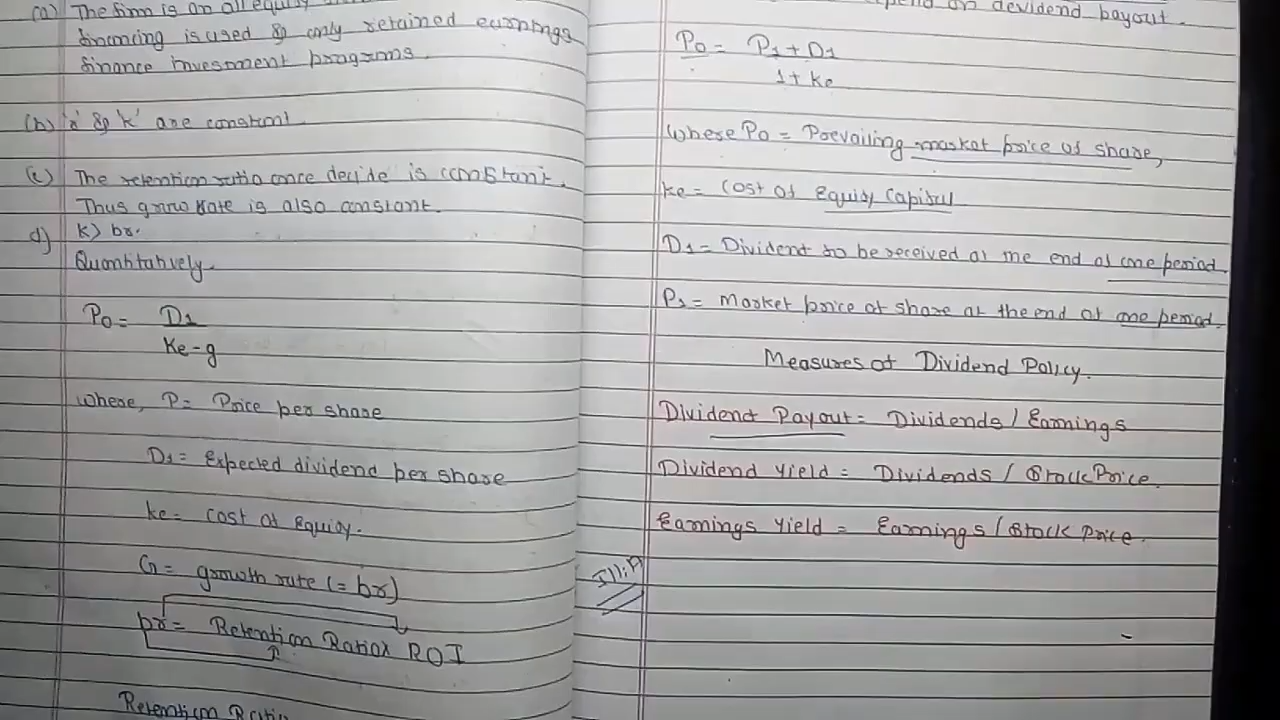 (a) The firm is an all equity
financing is used & only retained earnings
finance investment programs.
(b) 'r' & 'k' are constant
(c) The retention ratio once decide is constant.
Thus grow rate is also constant.
d) K> br.
Quantitatively.
P0 = D1
Ke-g
where, P= Price per share
D1 = Expected dividend per share
ke = cost of equity.
G = growth rate (= br)
br = Retention Ratio x ROI
Retention Ratio
on devidend payout.
P0 = P1 + D1
1 + ke
where P0 = Prevailing market price of share,
ke = cost of equity capital
D1 = Divident to be received at the end of one period.
P1 = Market price of share at the end of one period.
Measures of Dividend Policy.
Divident Payout = Dividends / Earnings
Dividend Yield = Dividends / Stock Price.
Earnings Yield = Earnings / Stock Price.